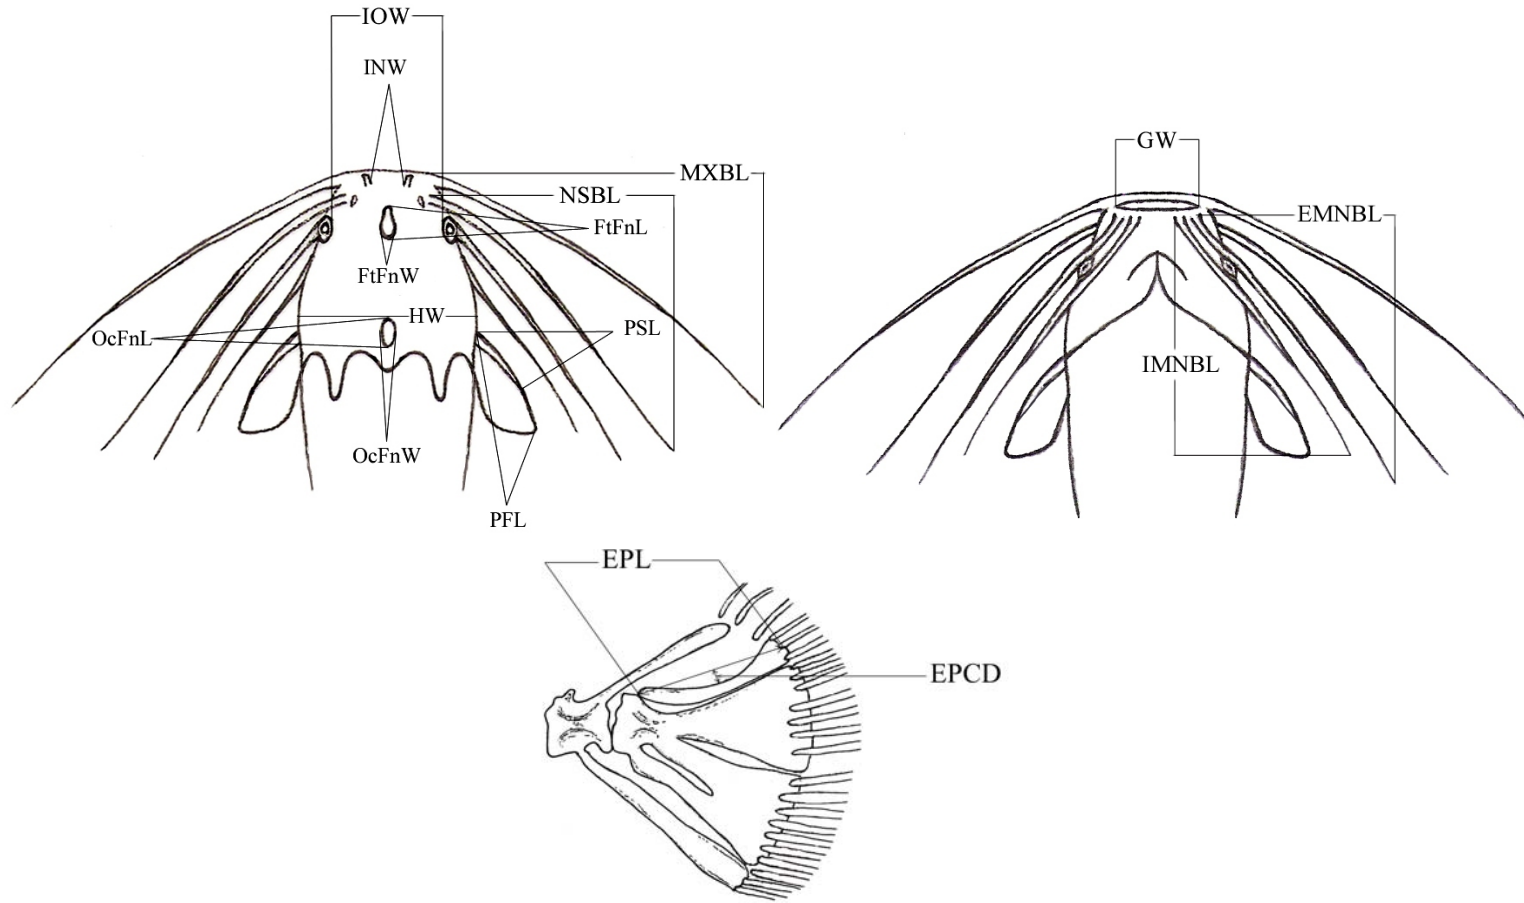 IOW
INW
MXBL
NSBL
FtFnL
FtFnW
HW
OcFnL
PSL
OcFnW
PFL
GW
EMNBL
IMNBL
EPL
EPCD